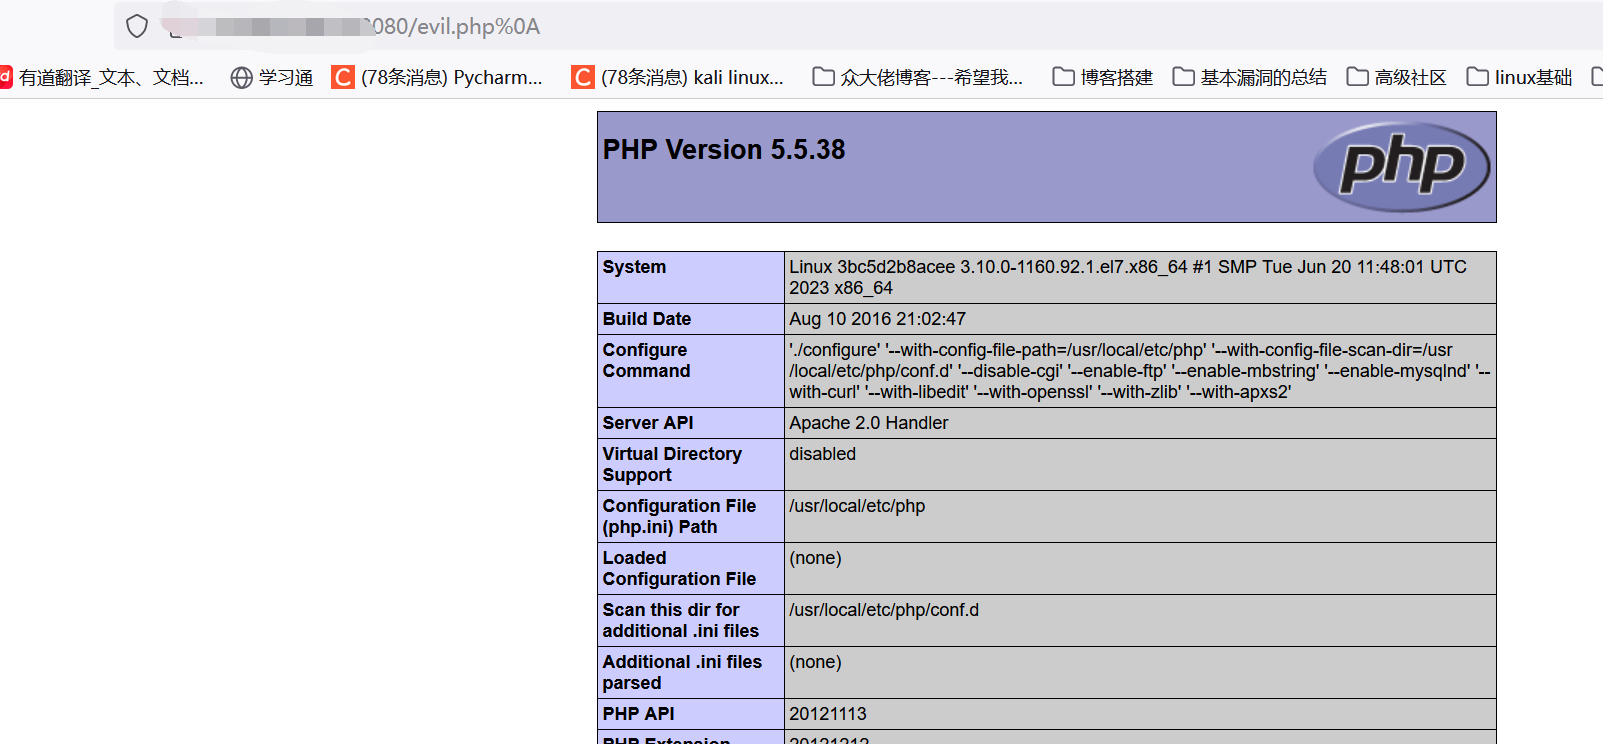 080/evil.php%0A
有道翻译_文本、文档... 学习通 C (78条消息) Pycharm... C (78条消息) kali linux... 众大佬博客---希望我... 博客搭建 基本漏洞的总结 高级社区 linux基础
PHP Version 5.5.38
php
System
Linux 3bc5d2b8acee 3.10.0-1160.92.1.el7.x86_64 #1 SMP Tue Jun 20 11:48:01 UTC
2023 x86_64
Build Date
Aug 10 2016 21:02:47
Configure
Command
'./configure' '--with-config-file-path=/usr/local/etc/php' '--with-config-file-scan-dir=/usr
/local/etc/php/conf.d' '--disable-cgi' '--enable-ftp' '--enable-mbstring' '--enable-mysqlnd' '--
with-curl' '--with-libedit' '--with-openssl' '--with-zlib' '--with-apxs2'
Server API
Apache 2.0 Handler
Virtual Directory
Support
disabled
Configuration File
(php.ini) Path
/usr/local/etc/php
Loaded
Configuration File
(none)
Scan this dir for
additional .ini files
/usr/local/etc/php/conf.d
Additional .ini files
parsed
(none)
PHP API
20121113
PHP Extension
20121212